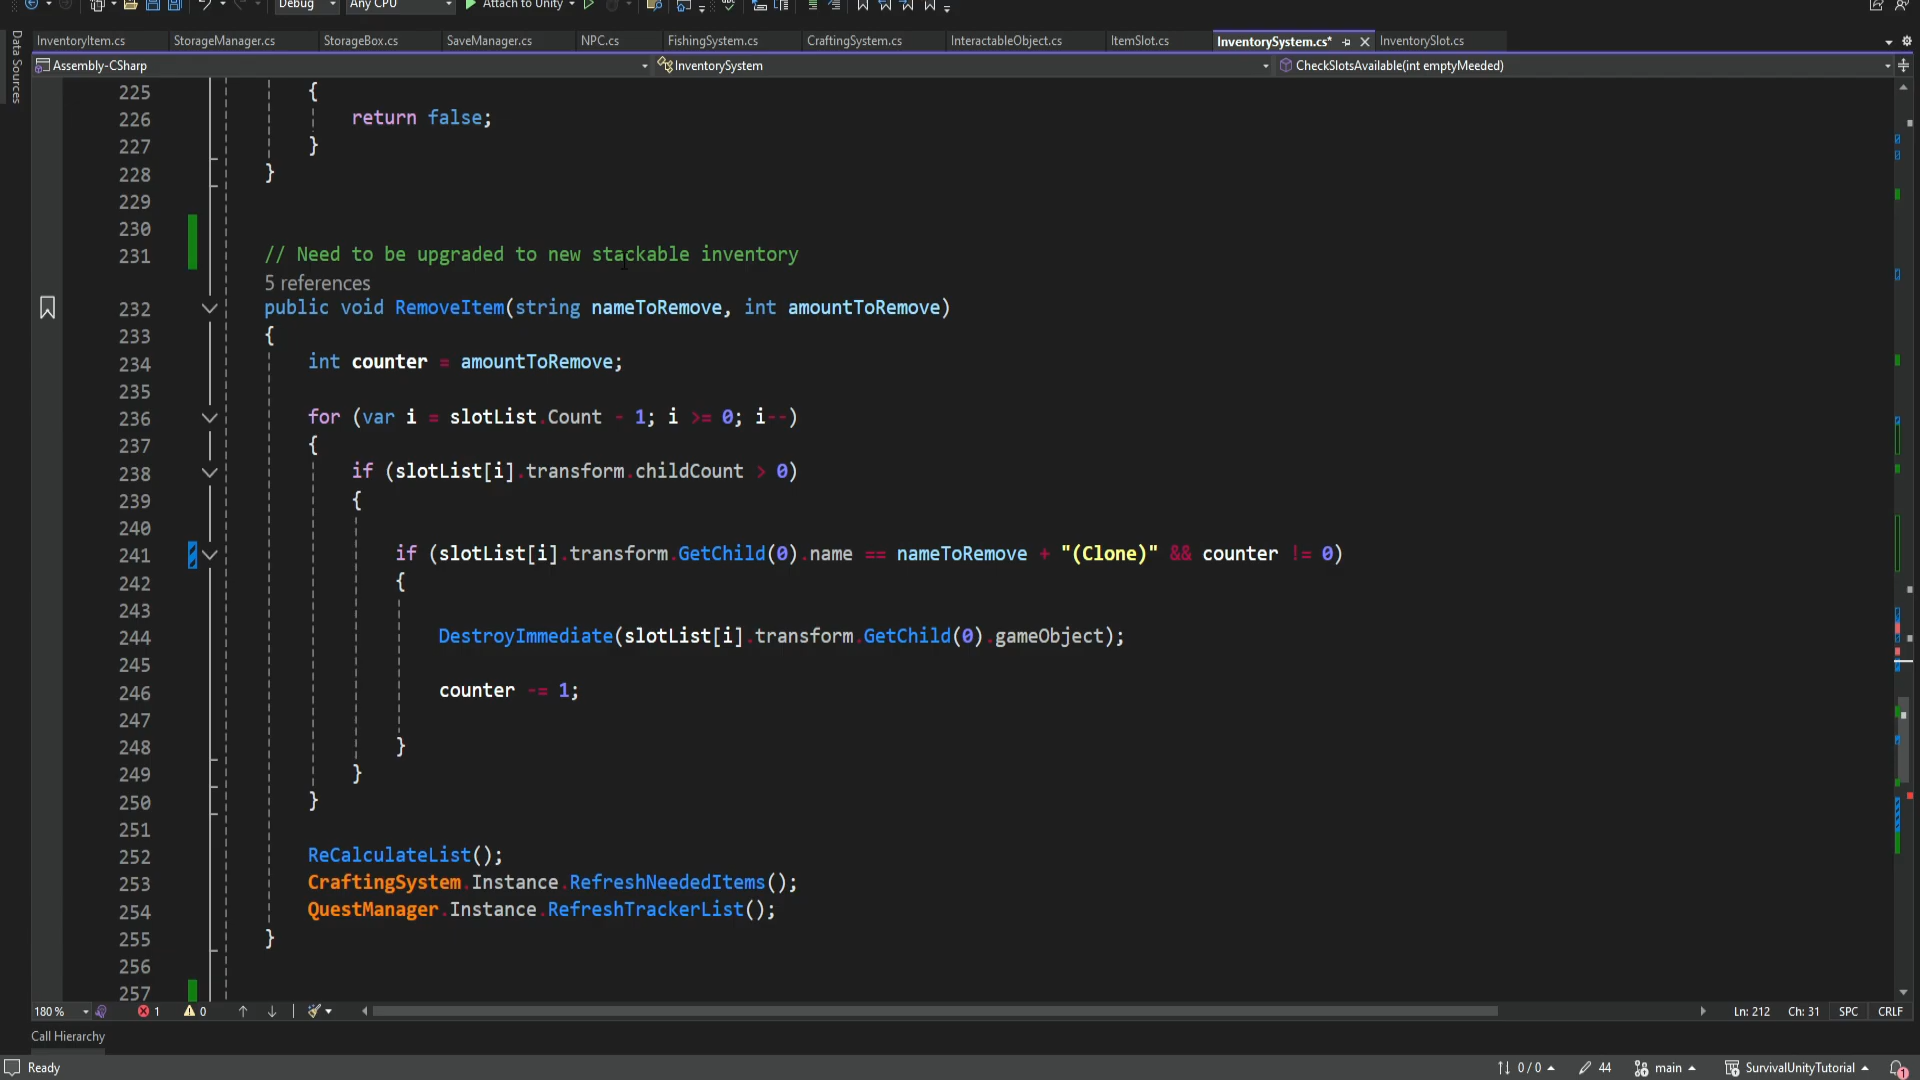 Debug
Any CPU
Attach to Unity
Data Sources
InventoryItem.cs
StorageManager.cs
StorageBox.cs
SaveManager.cs
NPC.cs
FishingSystem.cs
CraftingSystem.cs
InteractableObject.cs
ItemSlot.cs
InventorySystem.cs*
InventorySlot.cs
Assembly-CSharp
InventorySystem
CheckSlotsAvailable(int emptyMeeded)
225 {
226 return false;
227 }
228 }
229
230
231 // Need to be upgraded to new stackable inventory
5 references
232 public void RemoveItem(string nameToRemove, int amountToRemove)
233 {
234 int counter = amountToRemove;
235
236 for (var i = slotList.Count - 1; i >= 0; i--)
237 {
238 if (slotList[i].transform.childCount > 0)
239 {
240
241 if (slotList[i].transform.GetChild(0).name == nameToRemove + "(Clone)" && counter != 0)
242 {
243
244 DestroyImmediate(slotList[i].transform.GetChild(0).gameObject);
245
246 counter -= 1;
247
248 }
249 }
250 }
251
252 ReCalculateList();
253 CraftingSystem.Instance.RefreshNeededItems();
254 QuestManager.Instance.RefreshTrackerList();
255 }
256
257
180 %
1
0
Ln: 212 Ch: 31 SPC CRLF
Call Hierarchy
Ready
0 / 0
44
main
SurvivalUnityTutorial
1